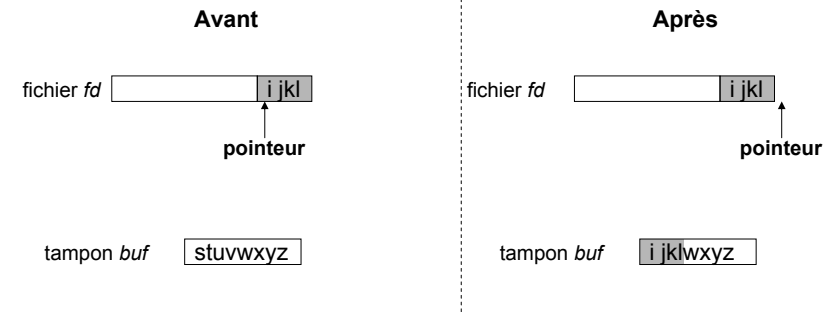 Avant
Après
fichier fd
i jkl
fichier fd
i jkl
pointeur
pointeur
tampon buf
stuvwxyz
tampon buf
i jklwxyz